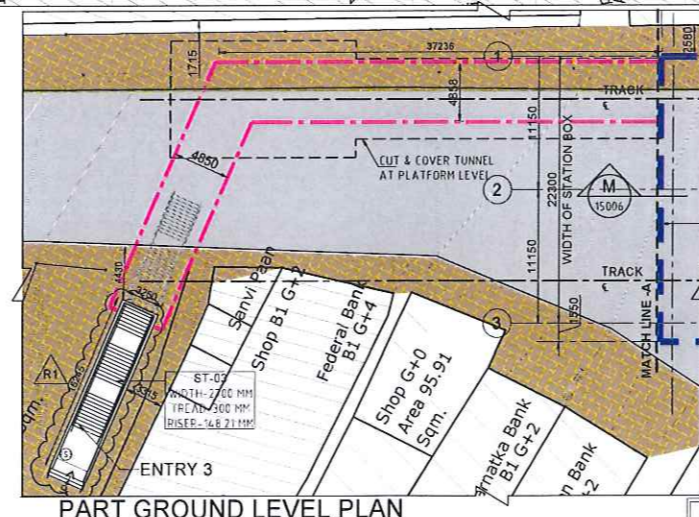 37236
1
2580
1715
4858
TRACK
℄
11150
4850
CUT & COVER TUNNEL
AT PLATFORM LEVEL
2
22300
WIDTH OF STATION BOX
M
15006
11150
4430
Sanvi Paan
Shop B1 G+2
Federal Bank
B1 G+4
TRACK
℄
1550
3
MATCH LINE -A
R1
Sqm.
ST-03
WIDTH-2700 MM
TREAD-300 MM
RISER-148.21 MM
Shop G+0
Area 95.91
Sqm.
rnatka Bank
B1 G+2
n Bank
+2
ENTRY 3
PART GROUND LEVEL PLAN